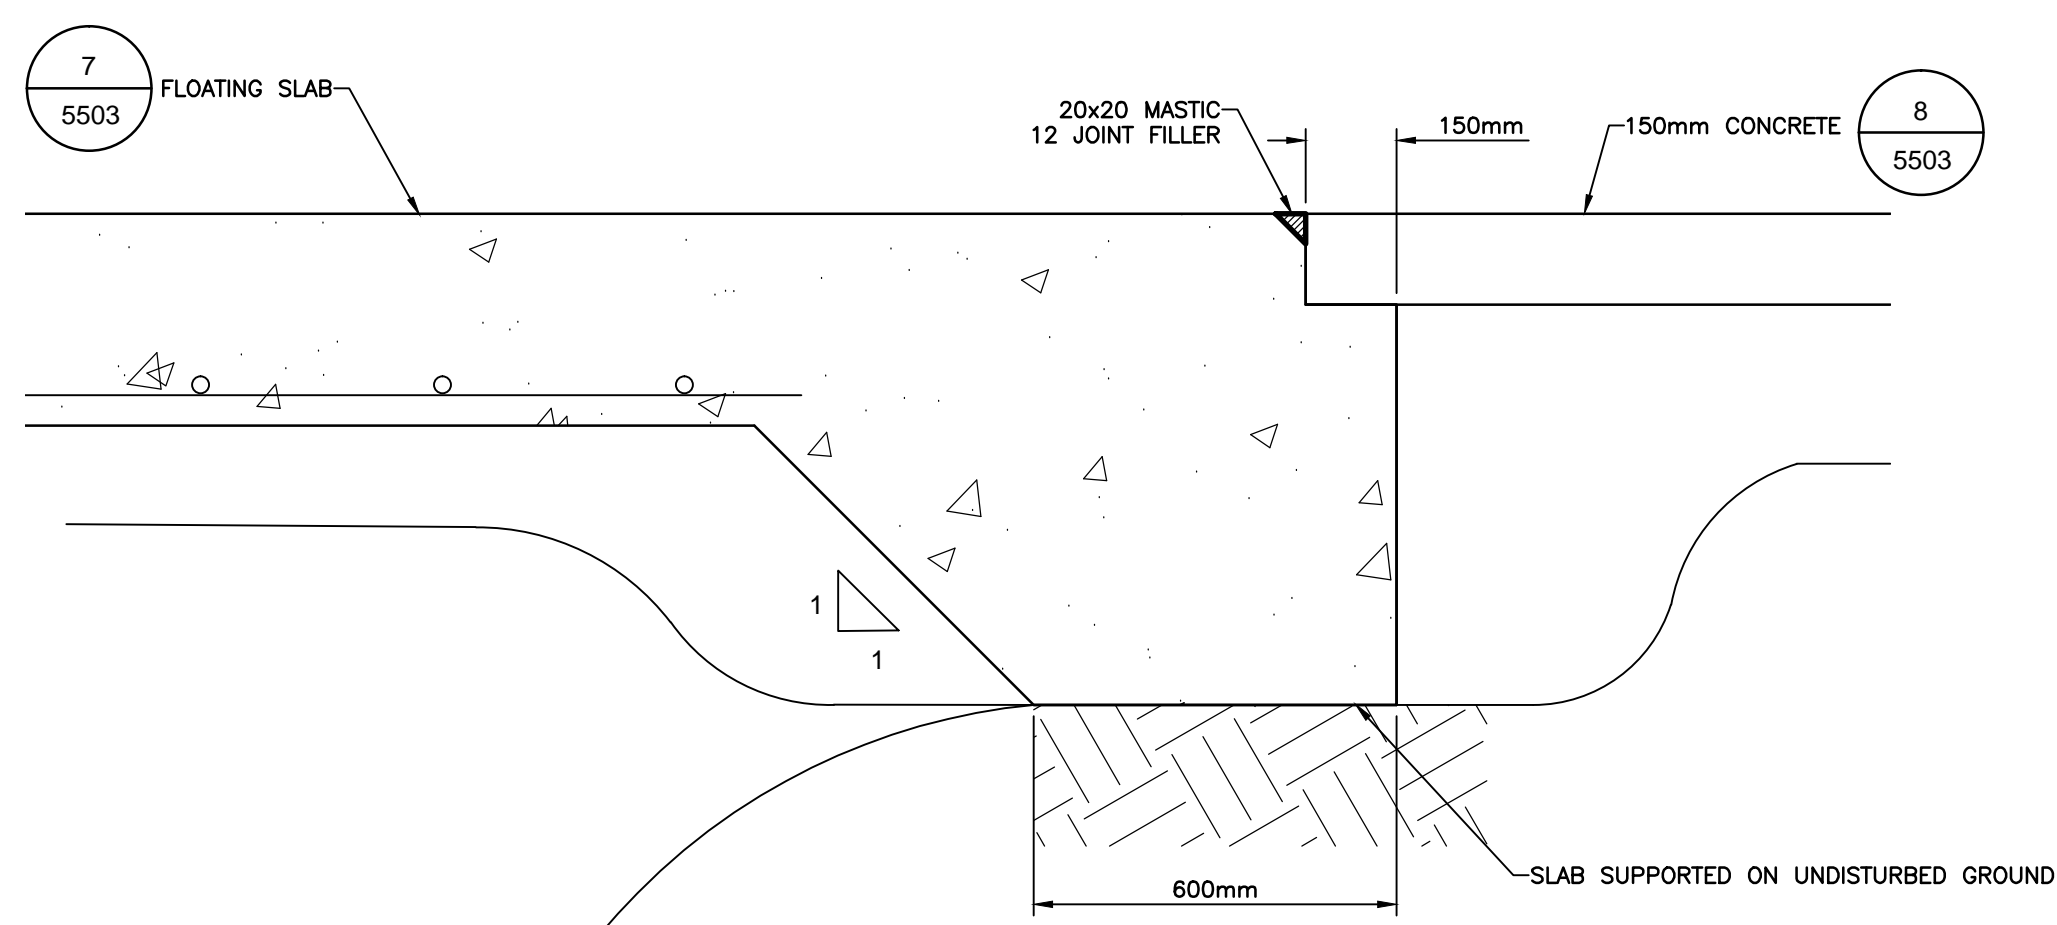 7
5503
FLOATING SLAB
20x20 MASTIC
12 JOINT FILLER
150mm
150mm CONCRETE
8
5503
1
1
600mm
SLAB SUPPORTED ON UNDISTURBED GROUND